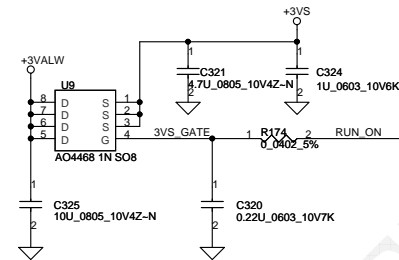 +3VS
+3VALW
U9
1
C321
4.7U_0805_10V4Z~N
2
1
C324
1U_0603_10V6K
2
8 D S 1
7 D S 2
6 D S 3
5 D G 4
AO4468 1N SO8
3VS_GATE
1 R174 2
0_0402_5%
RUN_ON
1
C325
10U_0805_10V4Z~N
2
1
C320
0.22U_0603_10V7K
2